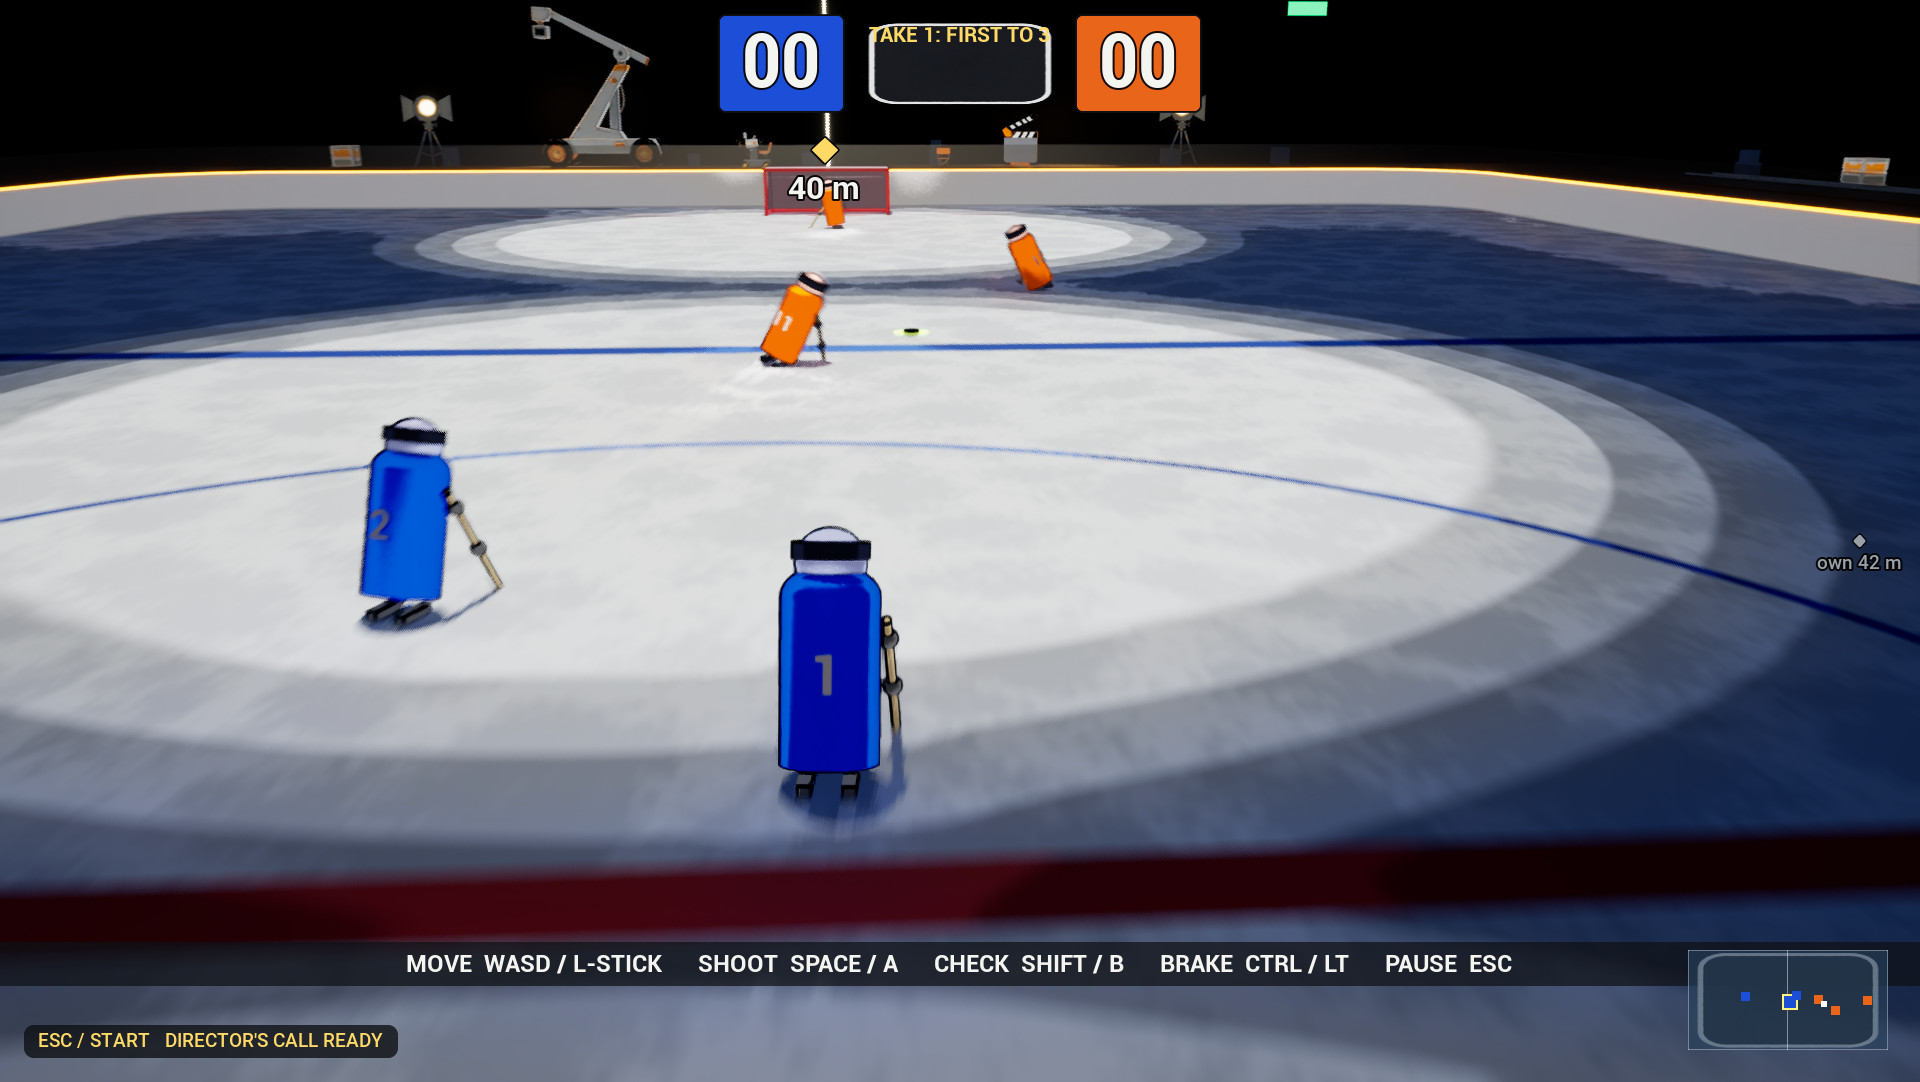 00
TAKE 1: FIRST TO 3
00
40 m
11
2
1
own 42 m
MOVE WASD / L-STICK SHOOT SPACE / A CHECK SHIFT / B BRAKE CTRL / LT PAUSE ESC
ESC / START DIRECTOR'S CALL READY